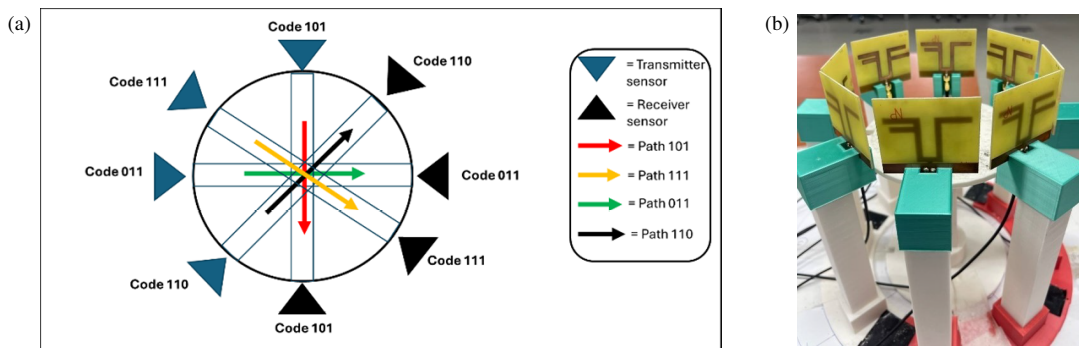 (a)
Code 101
Code 110
Code 111
Code 011
Code 011
Code 111
Code 110
Code 101
= Transmitter
sensor
= Receiver
sensor
= Path 101
= Path 111
= Path 011
= Path 110
(b)